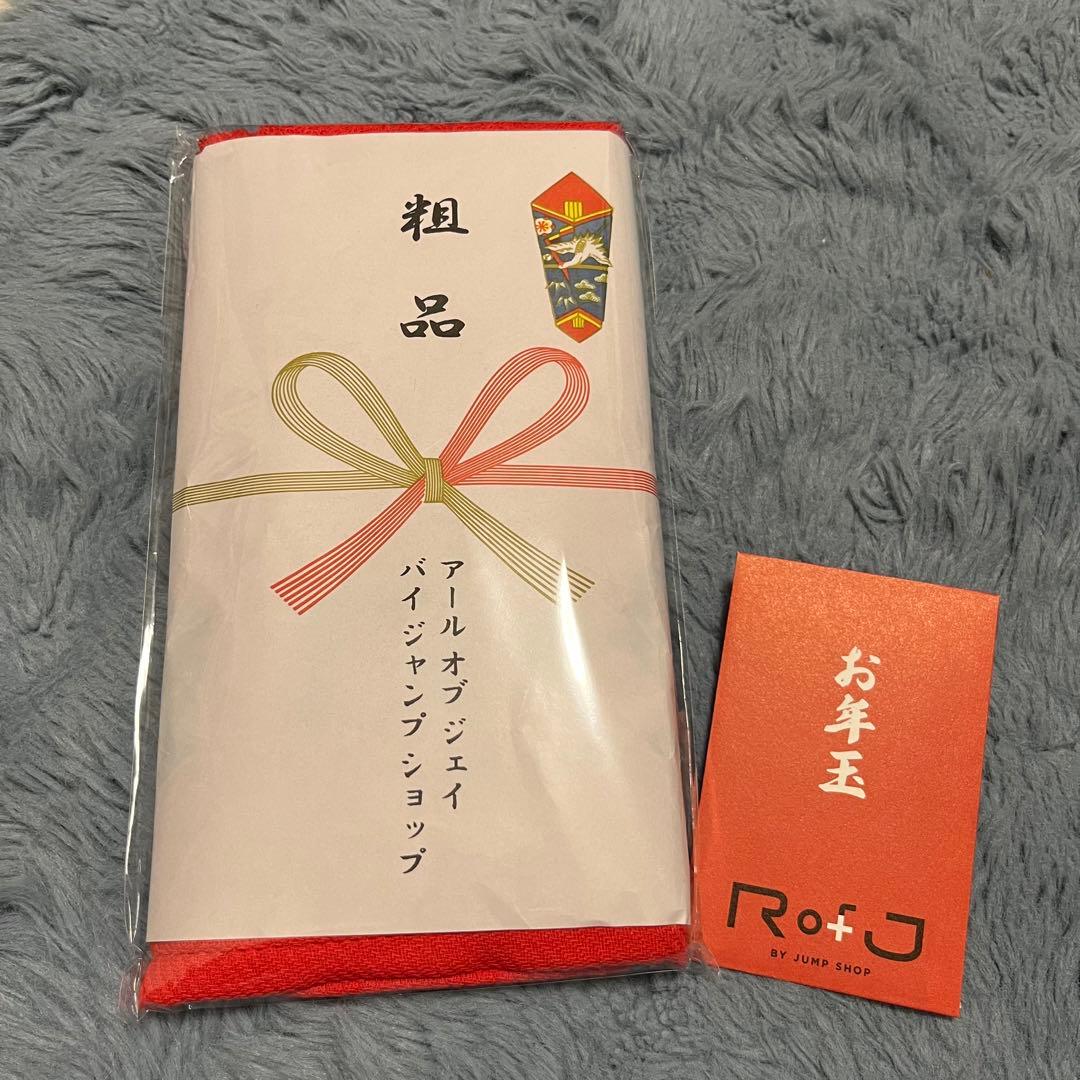 粗品
アール オブ ジェイ
バイ ジャンプ ショップ
お年玉
R of J
BY JUMP SHOP